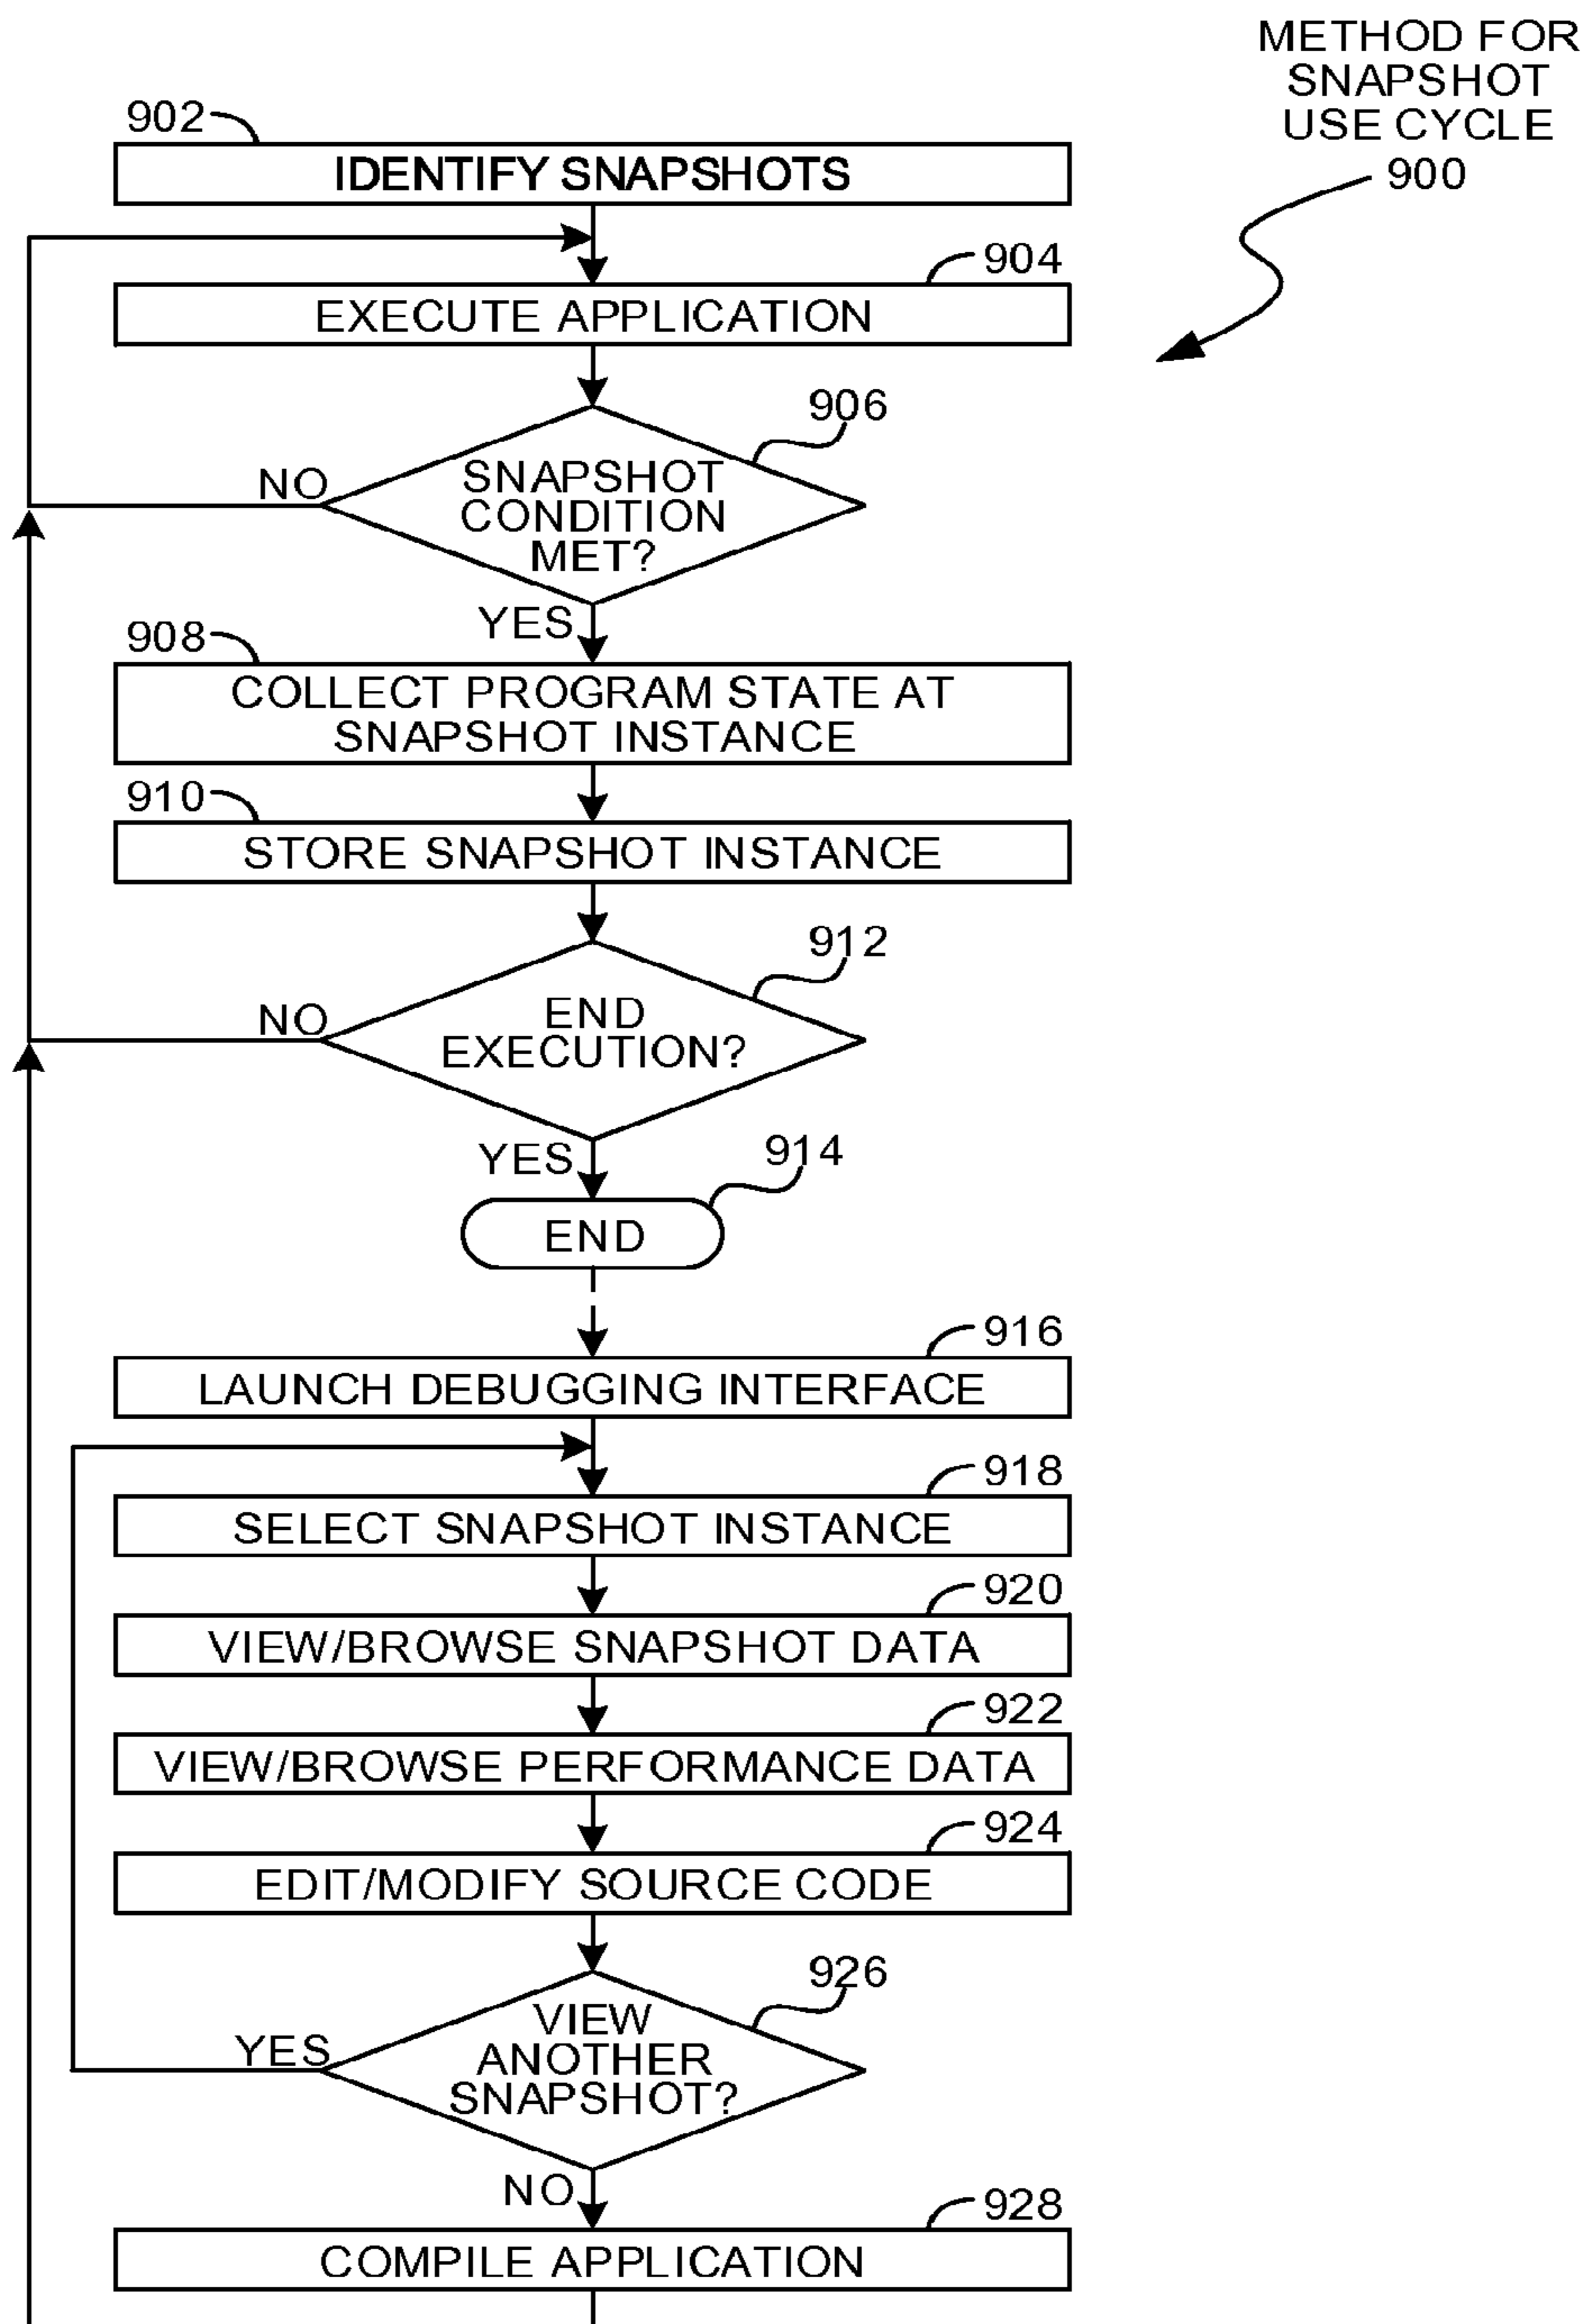 METHOD FOR
SNAPSHOT
USE CYCLE
900
902
IDENTIFY SNAPSHOTS
904
EXECUTE APPLICATION
906
SNAPSHOT
CONDITION
MET?
NO
YES
908
COLLECT PROGRAM STATE AT
SNAPSHOT INSTANCE
910
STORE SNAPSHOT INSTANCE
912
END
EXECUTION?
NO
YES
914
END
916
LAUNCH DEBUGGING INTERFACE
918
SELECT SNAPSHOT INSTANCE
920
VIEW/BROWSE SNAPSHOT DATA
922
VIEW/BROWSE PERFORMANCE DATA
924
EDIT/MODIFY SOURCE CODE
926
VIEW
ANOTHER
SNAPSHOT?
YES
NO
928
COMPILE APPLICATION